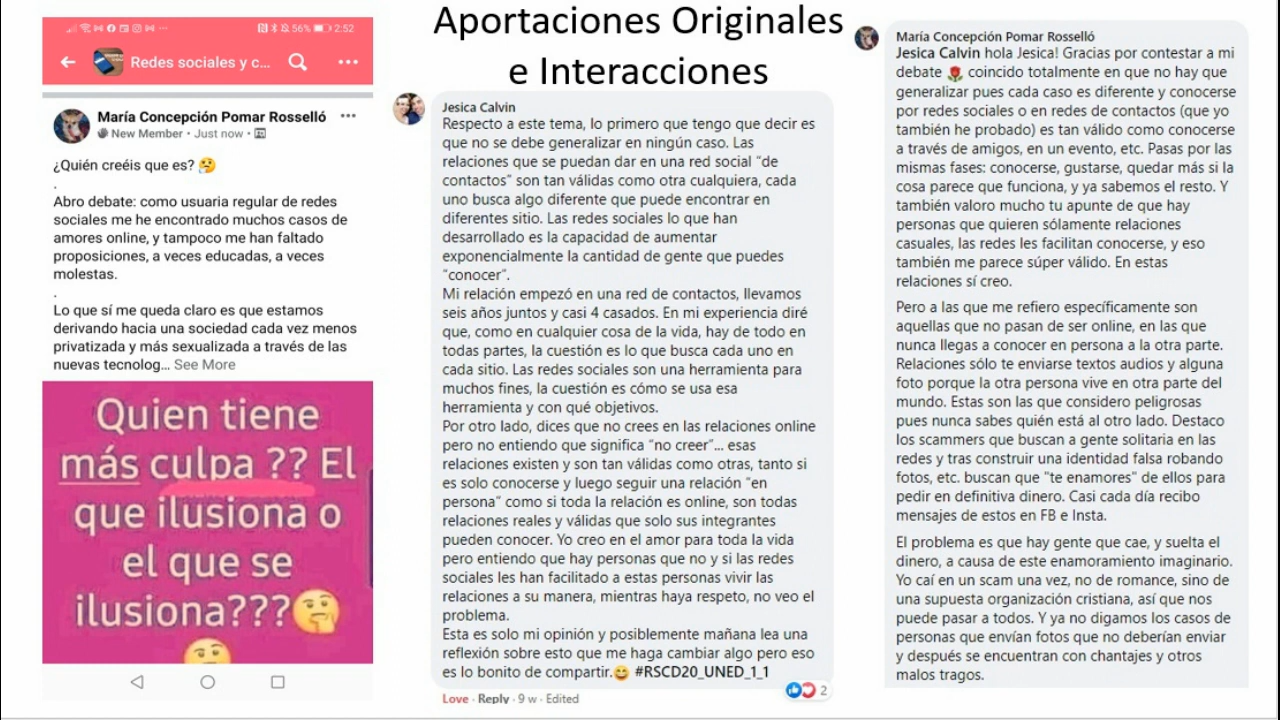 Aportaciones Originales
e Interacciones
56% 2:52
Redes sociales y c...
María Concepción Pomar Rosselló
New Member · Just now
¿Quién creéis que es? 🤔
.
Abro debate: como usuaria regular de redes
sociales me he encontrado muchos casos de
amores online, y tampoco me han faltado
proposiciones, a veces educadas, a veces
molestas.
.
Lo que sí me queda claro es que estamos
derivando hacia una sociedad cada vez menos
privatizada y más sexualizada a través de las
nuevas tecnolog... See More
Quien tiene
más culpa ?? El
que ilusiona o
el que se
ilusiona???🤔
🤔
Jesica Calvin
Respecto a este tema, lo primero que tengo que decir es
que no se debe generalizar en ningún caso. Las
relaciones que se puedan dar en una red social “de
contactos” son tan válidas como otra cualquiera, cada
uno busca algo diferente que puede encontrar en
diferentes sitio. Las redes sociales lo que han
desarrollado es la capacidad de aumentar
exponencialmente la cantidad de gente que puedes
“conocer”.
Mi relación empezó en una red de contactos, llevamos
seis años juntos y casi 4 casados. En mi experiencia diré
que, como en cualquier cosa de la vida, hay de todo en
todas partes, la cuestión es lo que busca cada uno en
cada sitio. Las redes sociales son una herramienta para
muchos fines, la cuestión es cómo se usa esa
herramienta y con qué objetivos.
Por otro lado, dices que no crees en las relaciones online
pero no entiendo que significa “no creer”... esas
relaciones existen y son tan válidas como otras, tanto si
es solo conocerse y luego seguir una relación “en
persona” como si toda la relación es online, son todas
relaciones reales y válidas que solo sus integrantes
pueden conocer. Yo creo en el amor para toda la vida
pero entiendo que hay personas que no y si las redes
sociales les han facilitado a estas personas vivir las
relaciones a su manera, mientras haya respeto, no veo el
problema.
Esta es solo mi opinión y posiblemente mañana lea una
reflexión sobre esto que me haga cambiar algo pero eso
es lo bonito de compartir.😊 #RSCD20_UNED_1_1
Love · Reply · 9 w · Edited
2
María Concepción Pomar Rosselló
Jesica Calvin hola Jesica! Gracias por contestar a mi
debate 🌹 coincido totalmente en que no hay que
generalizar pues cada caso es diferente y conocerse
por redes sociales o en redes de contactos (que yo
también he probado) es tan válido como conocerse
a través de amigos, en un evento, etc. Pasas por las
mismas fases: conocerse, gustarse, quedar más si la
cosa parece que funciona, y ya sabemos el resto. Y
también valoro mucho tu apunte de que hay
personas que quieren sólamente relaciones
casuales, las redes les facilitan conocerse, y eso
también me parece súper válido. En estas
relaciones sí creo.
Pero a las que me refiero específicamente son
aquellas que no pasan de ser online, en las que
nunca llegas a conocer en persona a la otra parte.
Relaciones sólo te enviarse textos audios y alguna
foto porque la otra persona vive en otra parte del
mundo. Estas son las que considero peligrosas
pues nunca sabes quién está al otro lado. Destaco
los scammers que buscan a gente solitaria en las
redes y tras construir una identidad falsa robando
fotos, etc. buscan que "te enamores" de ellos para
pedir en definitiva dinero. Casi cada día recibo
mensajes de estos en FB e Insta.
El problema es que hay gente que cae, y suelta el
dinero, a causa de este enamoramiento imaginario.
Yo caí en un scam una vez, no de romance, sino de
una supuesta organización cristiana, así que nos
puede pasar a todos. Y ya no digamos los casos de
personas que envían fotos que no deberían enviar
y después se encuentran con chantajes y otros
malos tragos.